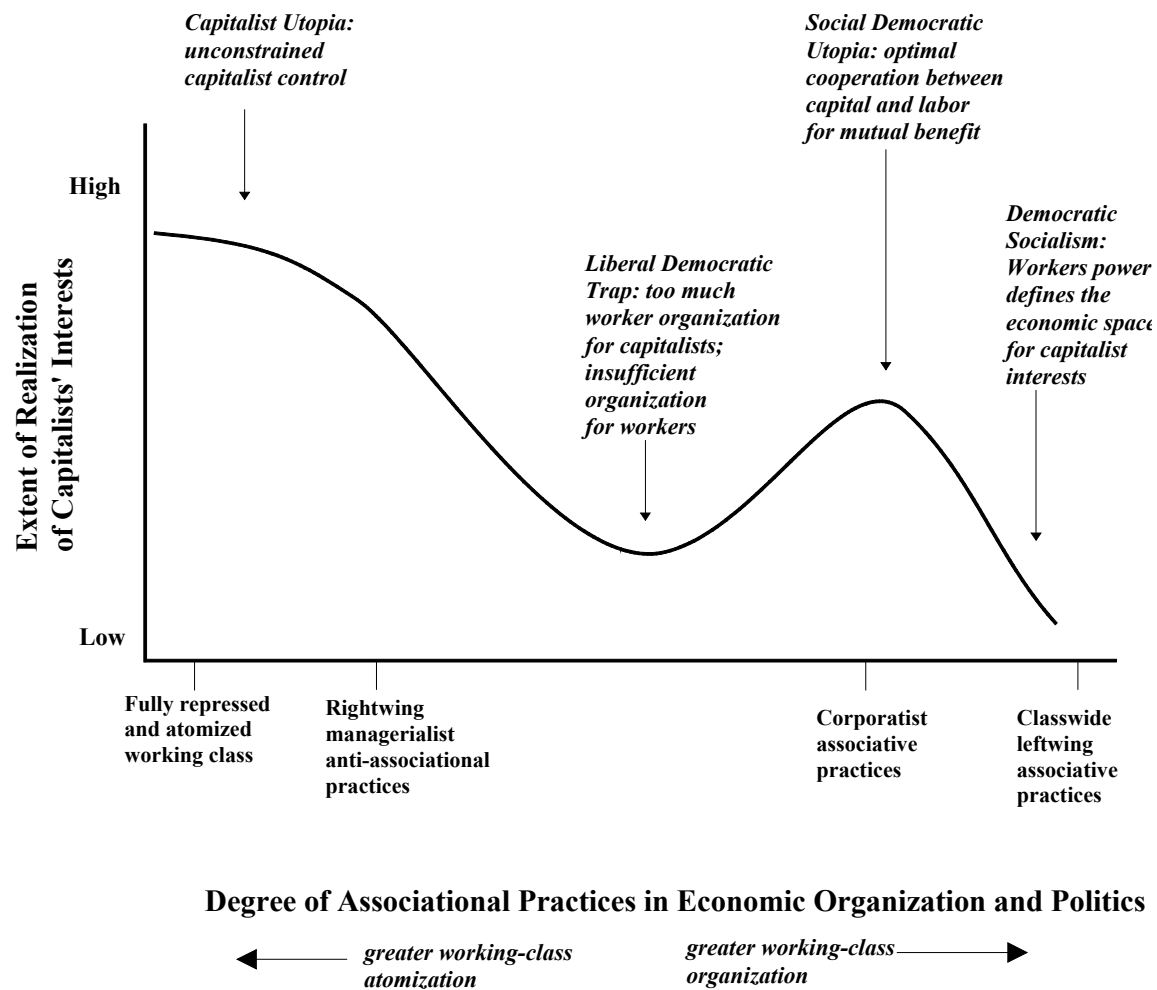 Capitalist Utopia:
unconstrained
capitalist control
Social Democratic
Utopia: optimal
cooperation between
capital and labor
for mutual benefit
High
Democratic
Socialism:
Workers power
defines the
economic space
for capitalist
interests
Liberal Democratic
Trap: too much
worker organization
for capitalists;
insufficient
organization
for workers
Extent of Realization
of Capitalists' Interests
Low
Fully repressed
and atomized
working class
Rightwing
managerialist
anti-associational
practices
Corporatist
associative
practices
Classwide
leftwing
associative
practices
Degree of Associational Practices in Economic Organization and Politics
greater working-class
atomization
greater working-class
organization